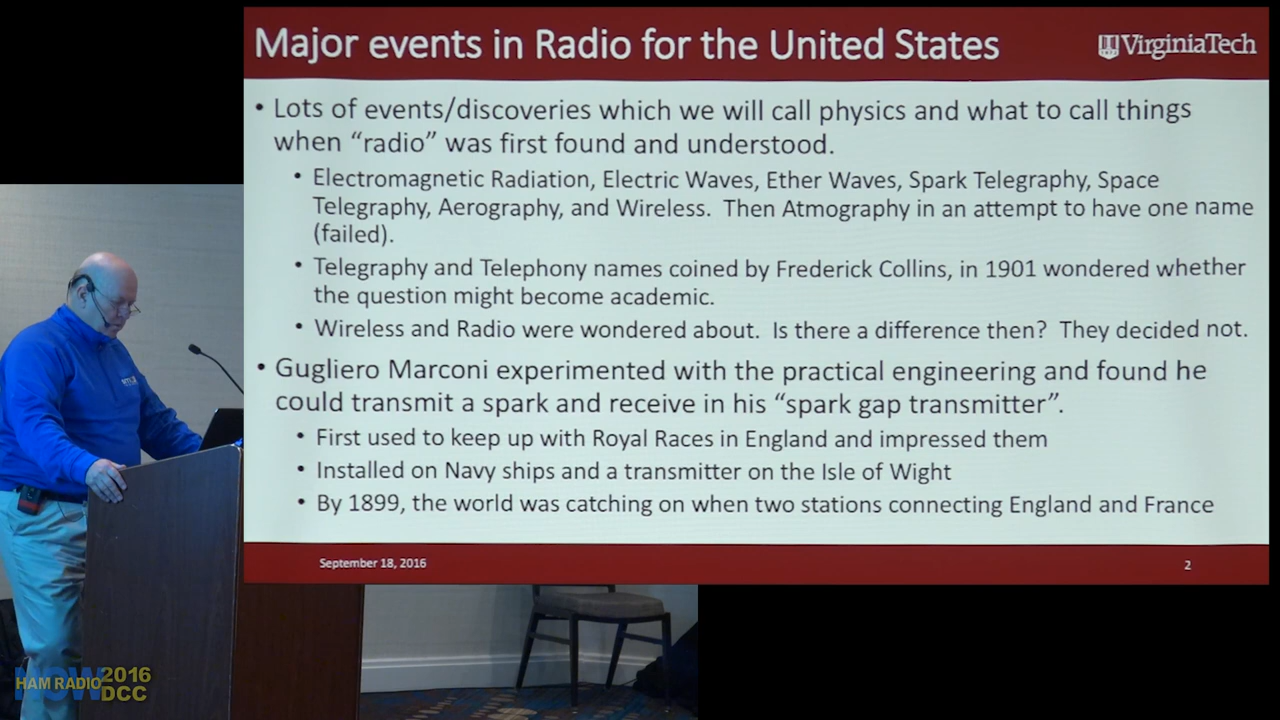 Major events in Radio for the United States
VirginiaTech
• Lots of events/discoveries which we will call physics and what to call things
when “radio” was first found and understood.
• Electromagnetic Radiation, Electric Waves, Ether Waves, Spark Telegraphy, Space
Telegraphy, Aerography, and Wireless. Then Atmography in an attempt to have one name
(failed).
• Telegraphy and Telephony names coined by Frederick Collins, in 1901 wondered whether
the question might become academic.
• Wireless and Radio were wondered about. Is there a difference then? They decided not.
• Gugliero Marconi experimented with the practical engineering and found he
could transmit a spark and receive in his “spark gap transmitter”.
• First used to keep up with Royal Races in England and impressed them
• Installed on Navy ships and a transmitter on the Isle of Wight
• By 1899, the world was catching on when two stations connecting England and France
September 18, 2016
2
HAM RADIO NOW 2016
DCC